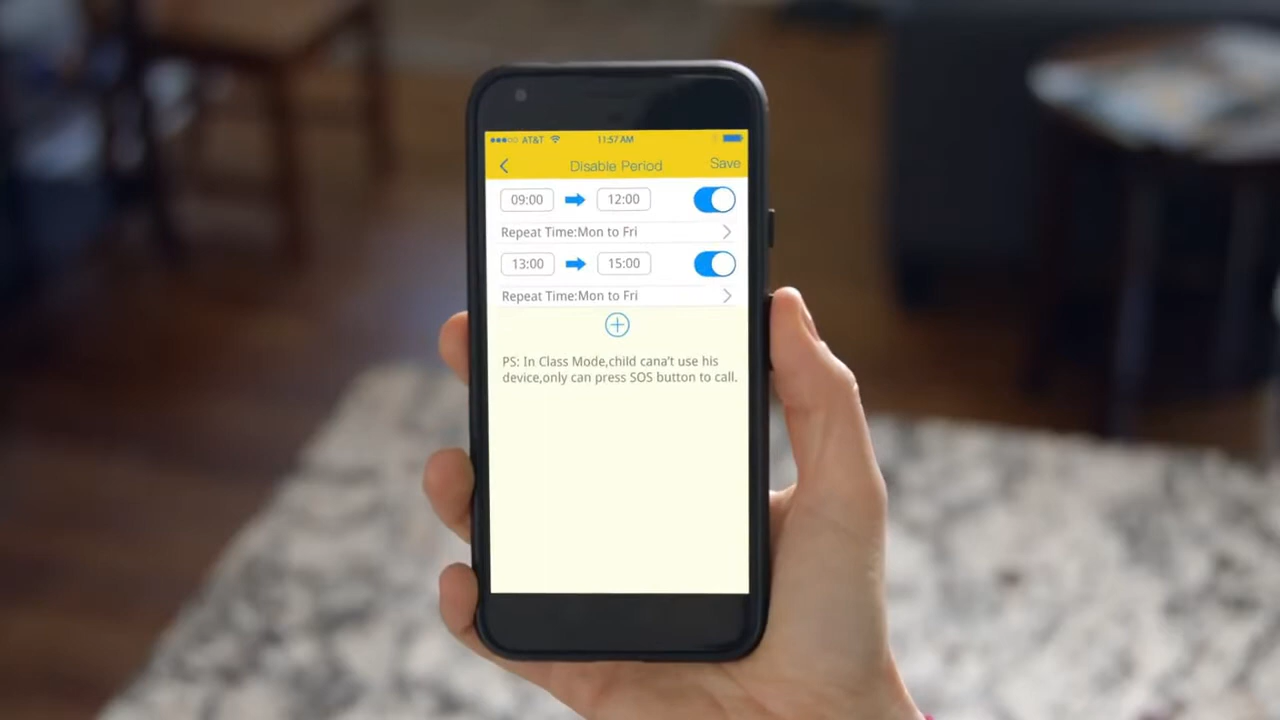 AT&T 11:57 AM
Disable Period Save
09:00 12:00
Repeat Time:Mon to Fri
13:00 15:00
Repeat Time:Mon to Fri
PS: In Class Mode,child cana't use his
device,only can press SOS button to call.